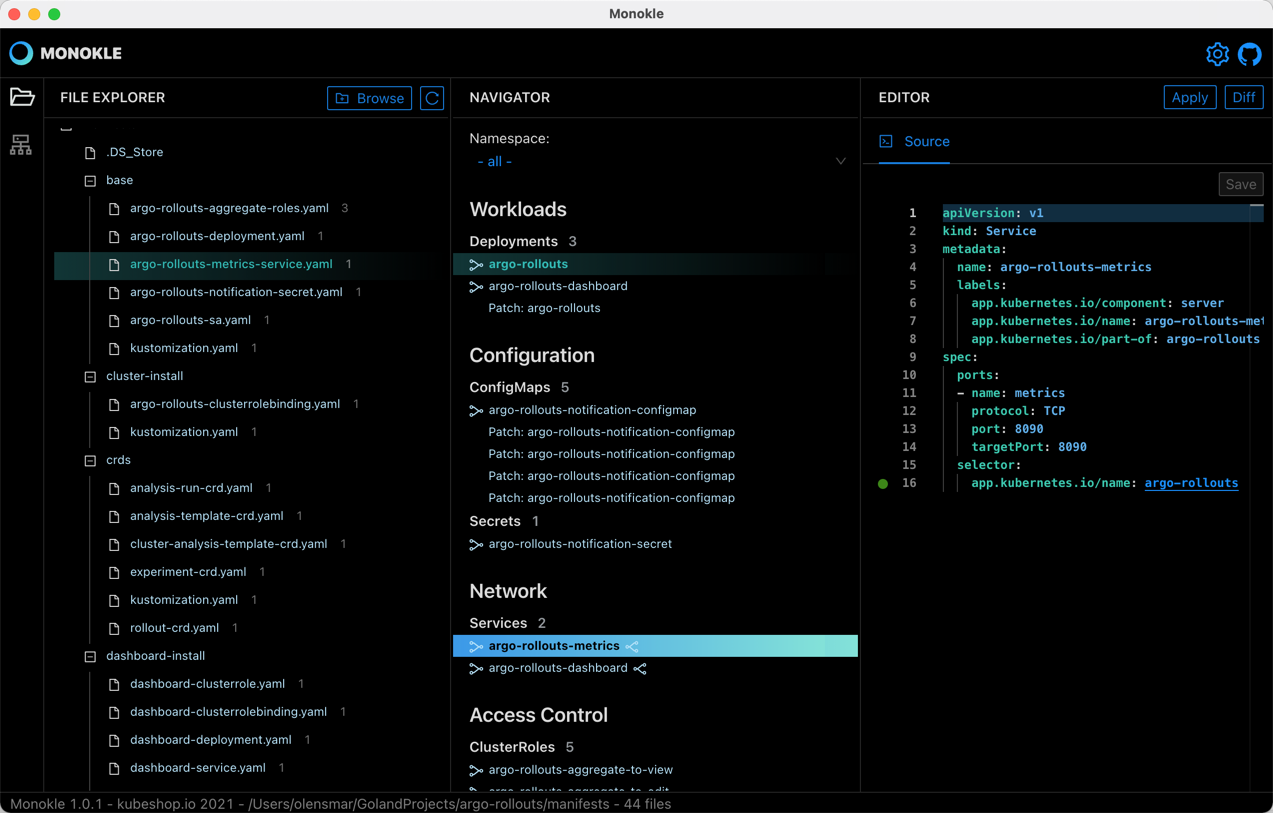 Monokle
MONOKLE
FILE EXPLORER
Browse
.DS_Store
base
argo-rollouts-aggregate-roles.yaml 3
argo-rollouts-deployment.yaml 1
argo-rollouts-metrics-service.yaml 1
argo-rollouts-notification-secret.yaml 1
argo-rollouts-sa.yaml 1
kustomization.yaml 1
cluster-install
argo-rollouts-clusterrolebinding.yaml 1
kustomization.yaml 1
crds
analysis-run-crd.yaml 1
analysis-template-crd.yaml 1
cluster-analysis-template-crd.yaml 1
experiment-crd.yaml 1
kustomization.yaml 1
rollout-crd.yaml 1
dashboard-install
dashboard-clusterrole.yaml 1
dashboard-clusterrolebinding.yaml 1
dashboard-deployment.yaml 1
dashboard-service.yaml 1
NAVIGATOR
Namespace:
- all -
Workloads
Deployments 3
argo-rollouts
argo-rollouts-dashboard
Patch: argo-rollouts
Configuration
ConfigMaps 5
argo-rollouts-notification-configmap
Patch: argo-rollouts-notification-configmap
Patch: argo-rollouts-notification-configmap
Patch: argo-rollouts-notification-configmap
Patch: argo-rollouts-notification-configmap
Secrets 1
argo-rollouts-notification-secret
Network
Services 2
argo-rollouts-metrics
argo-rollouts-dashboard
Access Control
ClusterRoles 5
argo-rollouts-aggregate-to-view
argo-rollouts-aggregate-to-edit
EDITOR
Apply Diff
Source
Save
1 apiVersion: v1
2 kind: Service
3 metadata:
4 name: argo-rollouts-metrics
5 labels:
6 app.kubernetes.io/component: server
7 app.kubernetes.io/name: argo-rollouts-met
8 app.kubernetes.io/part-of: argo-rollouts
9 spec:
10 ports:
11 - name: metrics
12 protocol: TCP
13 port: 8090
14 targetPort: 8090
15 selector:
16 app.kubernetes.io/name: argo-rollouts
Monokle 1.0.1 - kubeshop.io 2021 - /Users/olensmar/GolandProjects/argo-rollouts/manifests - 44 files